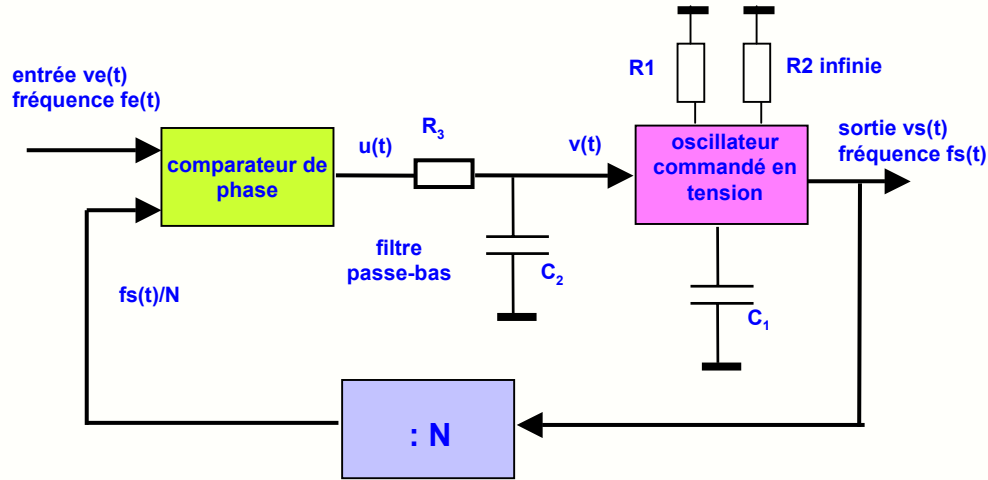 entrée ve(t)
fréquence fe(t)
comparateur de
phase
u(t)
R3
filtre
passe-bas
C2
v(t)
R1
R2 infinie
oscillateur
commandé en
tension
C1
sortie vs(t)
fréquence fs(t)
fs(t)/N
: N